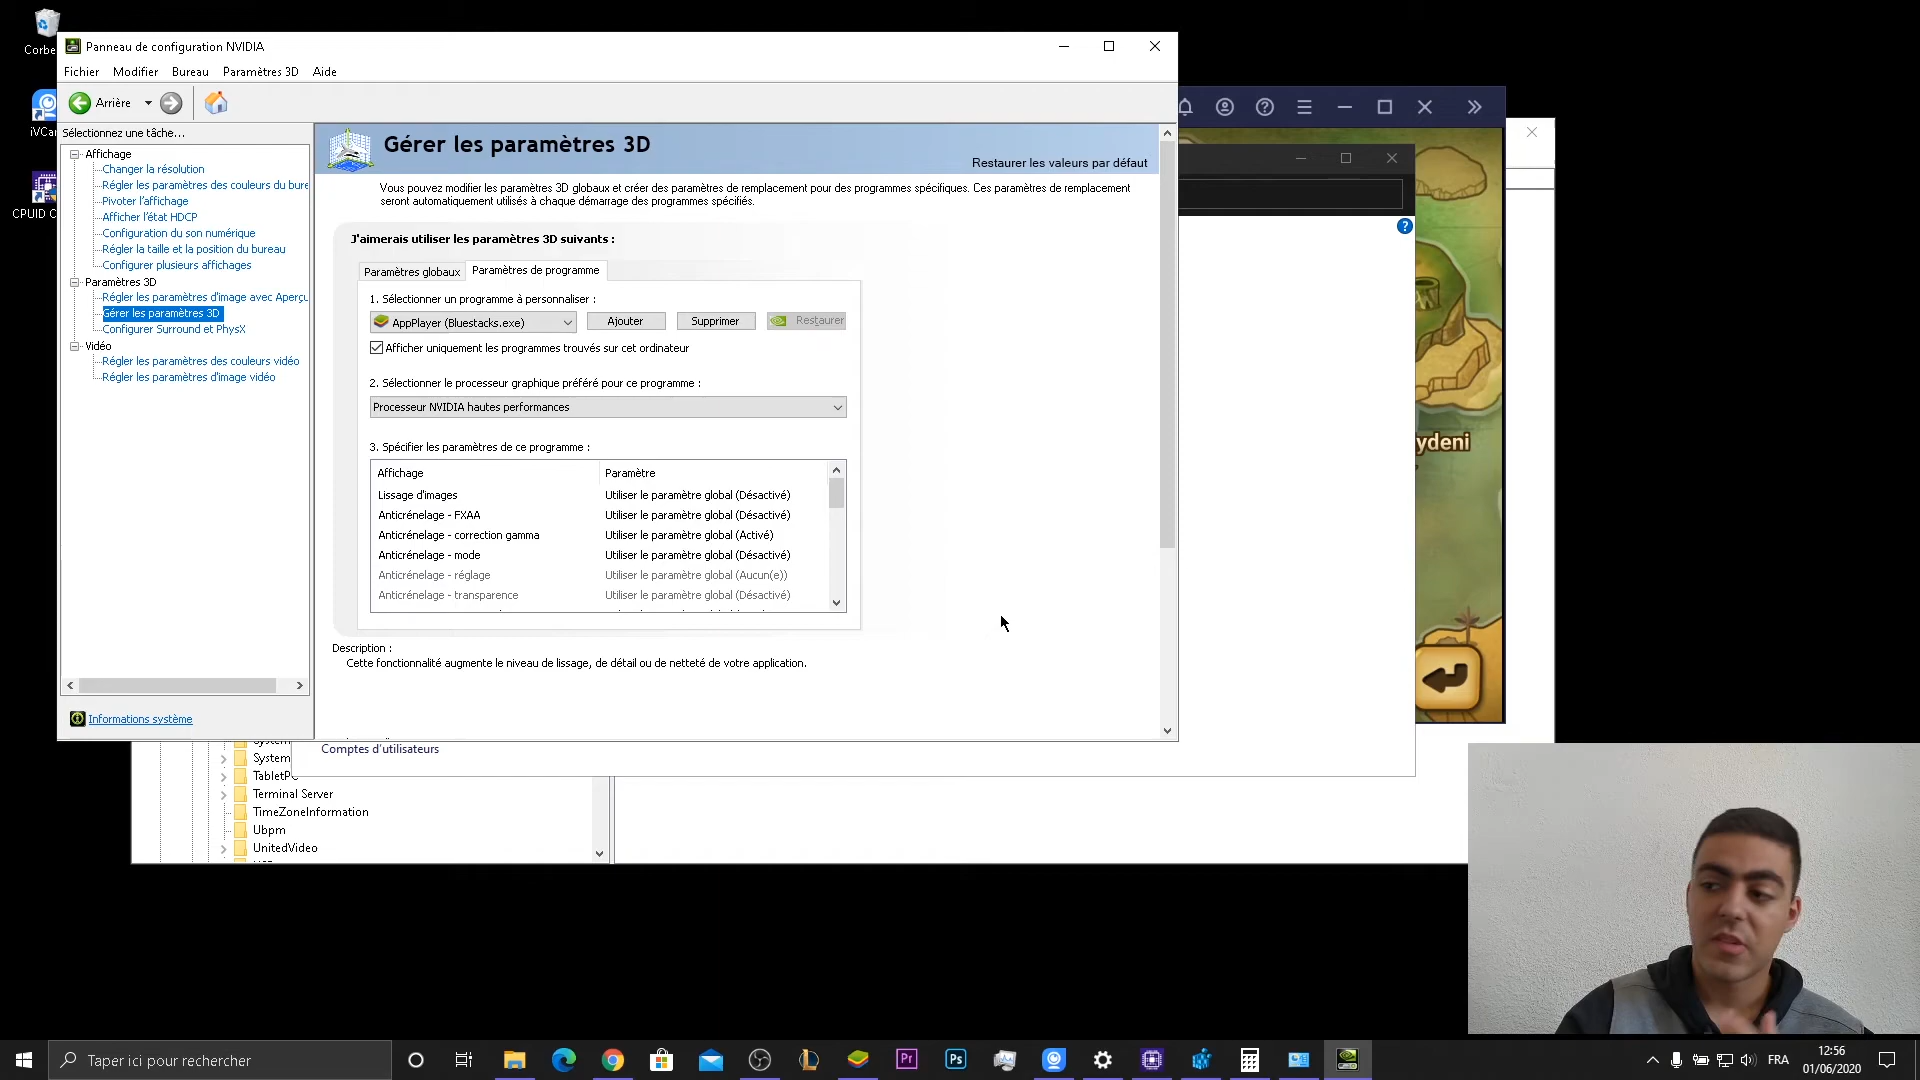 Corbe
iVCar
CPUID C
Panneau de configuration NVIDIA
Fichier Modifier Bureau Paramètres 3D Aide
Arrière
Sélectionnez une tâche...
Affichage
Changer la résolution
Régler les paramètres des couleurs du bure
Pivoter l'affichage
Afficher l'état HDCP
Configuration du son numérique
Régler la taille et la position du bureau
Configurer plusieurs affichages
Paramètres 3D
Régler les paramètres d'image avec Aperçu
Gérer les paramètres 3D
Configurer Surround et PhysX
Vidéo
Régler les paramètres des couleurs vidéo
Régler les paramètres d'image vidéo
Informations système
Gérer les paramètres 3D
Restaurer les valeurs par défaut
Vous pouvez modifier les paramètres 3D globaux et créer des paramètres de remplacement pour des programmes spécifiques. Ces paramètres de remplacement
seront automatiquement utilisés à chaque démarrage des programmes spécifiés.
J'aimerais utiliser les paramètres 3D suivants :
Paramètres globaux Paramètres de programme
1. Sélectionner un programme à personnaliser :
AppPlayer (Bluestacks.exe) Ajouter Supprimer Restaurer
Afficher uniquement les programmes trouvés sur cet ordinateur
2. Sélectionner le processeur graphique préféré pour ce programme :
Processeur NVIDIA hautes performances
3. Spécifier les paramètres de ce programme :
Affichage Paramètre
Lissage d'images Utiliser le paramètre global (Désactivé)
Anticrénelage - FXAA Utiliser le paramètre global (Désactivé)
Anticrénelage - correction gamma Utiliser le paramètre global (Activé)
Anticrénelage - mode Utiliser le paramètre global (Désactivé)
Anticrénelage - réglage Utiliser le paramètre global (Aucun(e))
Anticrénelage - transparence Utiliser le paramètre global (Désactivé)
Description :
Cette fonctionnalité augmente le niveau de lissage, de détail ou de netteté de votre application.
ydeni
Comptes d'utilisateurs
System
System
TabletPC
Terminal Server
TimeZoneInformation
Ubpm
UnitedVideo
Taper ici pour rechercher
Pr
Ps
FRA
12:56
01/06/2020